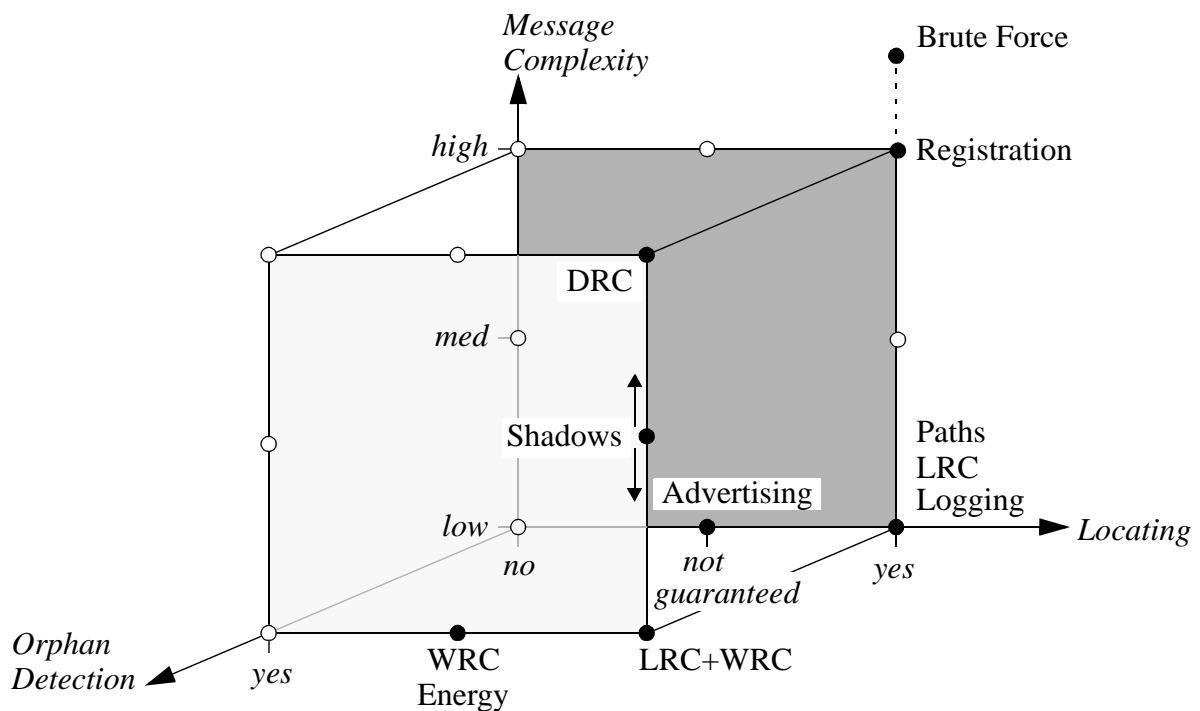 Message
Complexity
Brute Force
high
Registration
DRC
med
Shadows
Paths
LRC
Logging
Advertising
low
Locating
no
not
guaranteed
yes
Orphan
Detection
yes
WRC
Energy
LRC+WRC